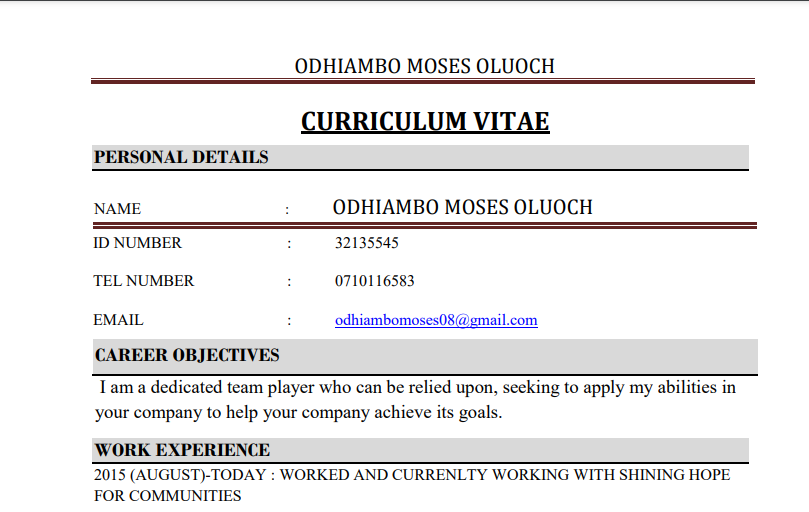 ODHIAMBO MOSES OLUOCH
CURRICULUM VITAE
PERSONAL DETAILS
NAME : ODHIAMBO MOSES OLUOCH
ID NUMBER : 32135545
TEL NUMBER : 0710116583
EMAIL : odhiambomoses08@gmail.com
CAREER OBJECTIVES
I am a dedicated team player who can be relied upon, seeking to apply my abilities in
your company to help your company achieve its goals.
WORK EXPERIENCE
2015 (AUGUST)-TODAY : WORKED AND CURRENLTY WORKING WITH SHINING HOPE
FOR COMMUNITIES